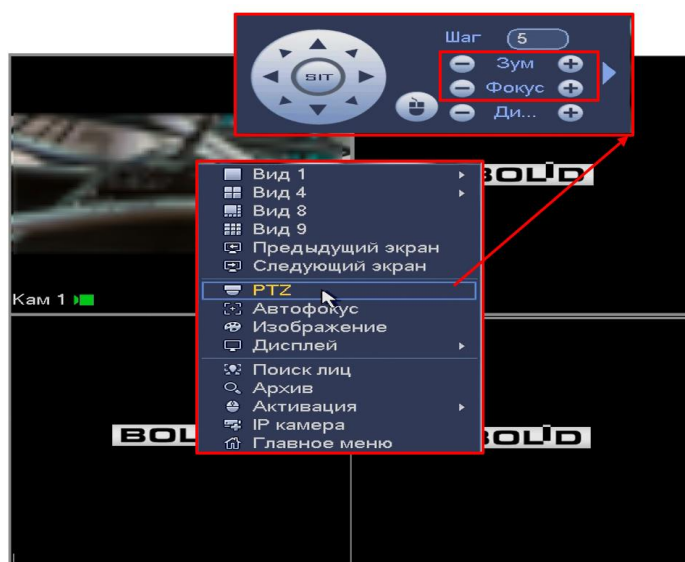 Шаг 5
Зум
SIT
Фокус
Ди...
BOLID
Вид 1
Вид 4
Вид 8
Вид 9
Предыдущий экран
Следующий экран
Кам 1
PTZ
Автофокус
Изображение
Дисплей
Поиск лиц
Архив
Активация
IP камера
Главное меню
BOL
OLID